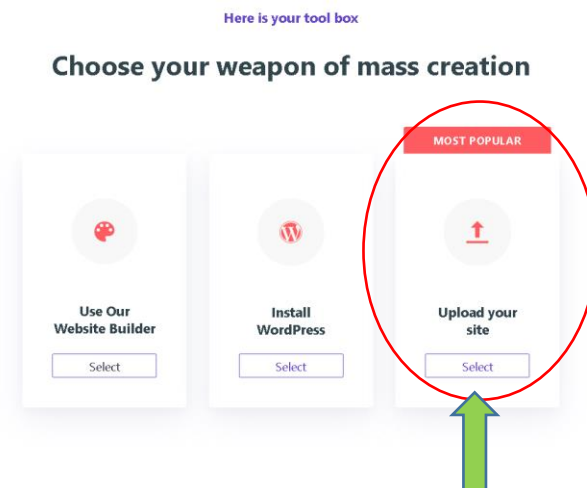 Here is your tool box
Choose your weapon of mass creation
MOST POPULAR
Use Our
Website Builder
Select
Install
WordPress
Select
Upload your
site
Select